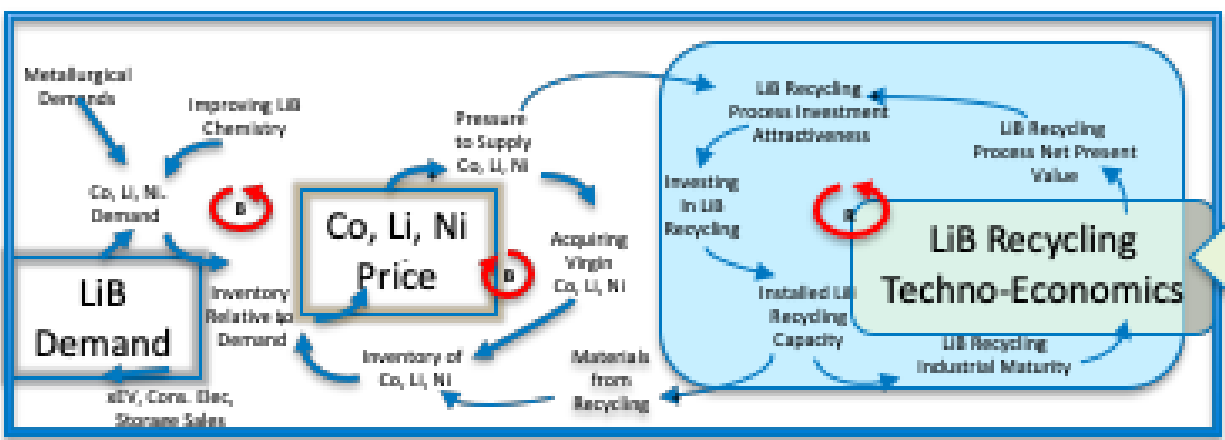 Metallurgical
Demands
Improving LiB
Chemistry
Co, Li, Ni.
Demand
B
LiB
Demand
xEV, Cons. Elec,
Storage Sales
Inventory
Relative to
Demand
Co, Li, Ni
Price
Pressure
to Supply
Co, Li, Ni
B
Acquiring
Virgin
Co, Li, Ni
Inventory of
Co, Li, Ni
Materials
from
Recycling
LiB Recycling
Process Investment
Attractiveness
Investing
in LiB
Recycling
Installed LiB
Recycling
Capacity
LiB Recycling
Process Net Present
Value
LiB Recycling
Techno-Economics
LiB Recycling
Industrial Maturity